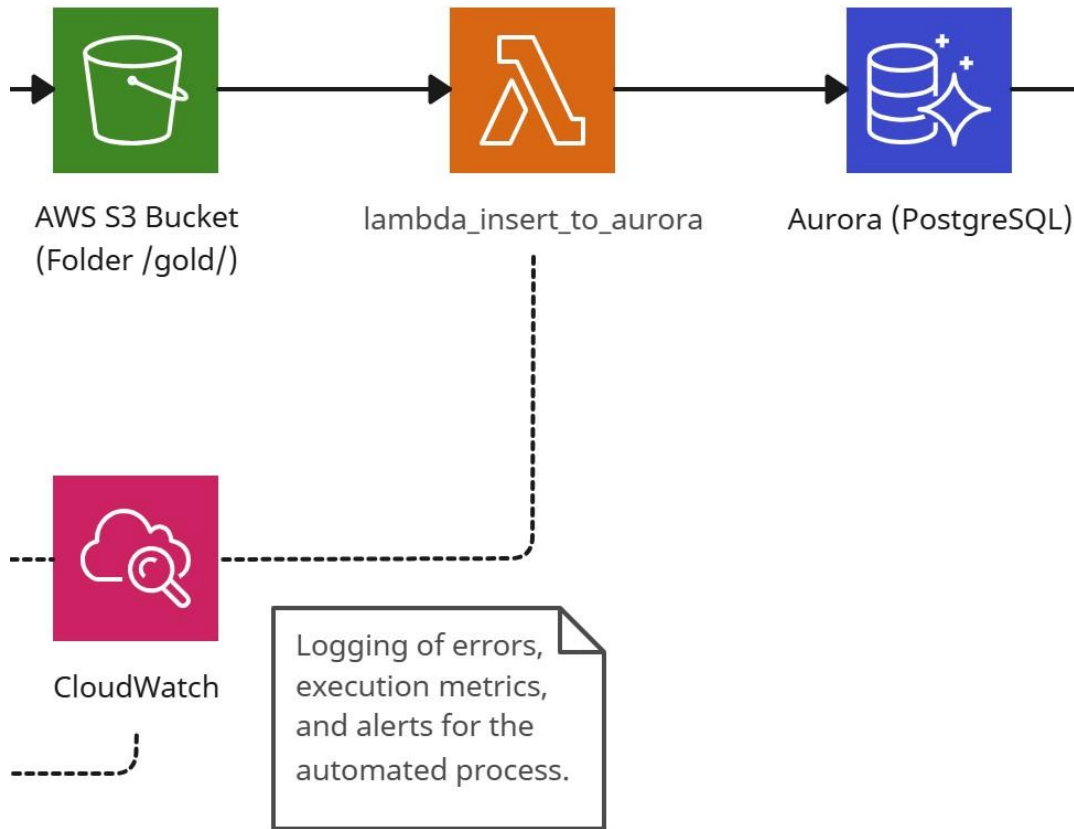 AWS S3 Bucket
(Folder /gold/)
lambda_insert_to_aurora
Aurora (PostgreSQL)
CloudWatch
Logging of errors,
execution metrics,
and alerts for the
automated process.